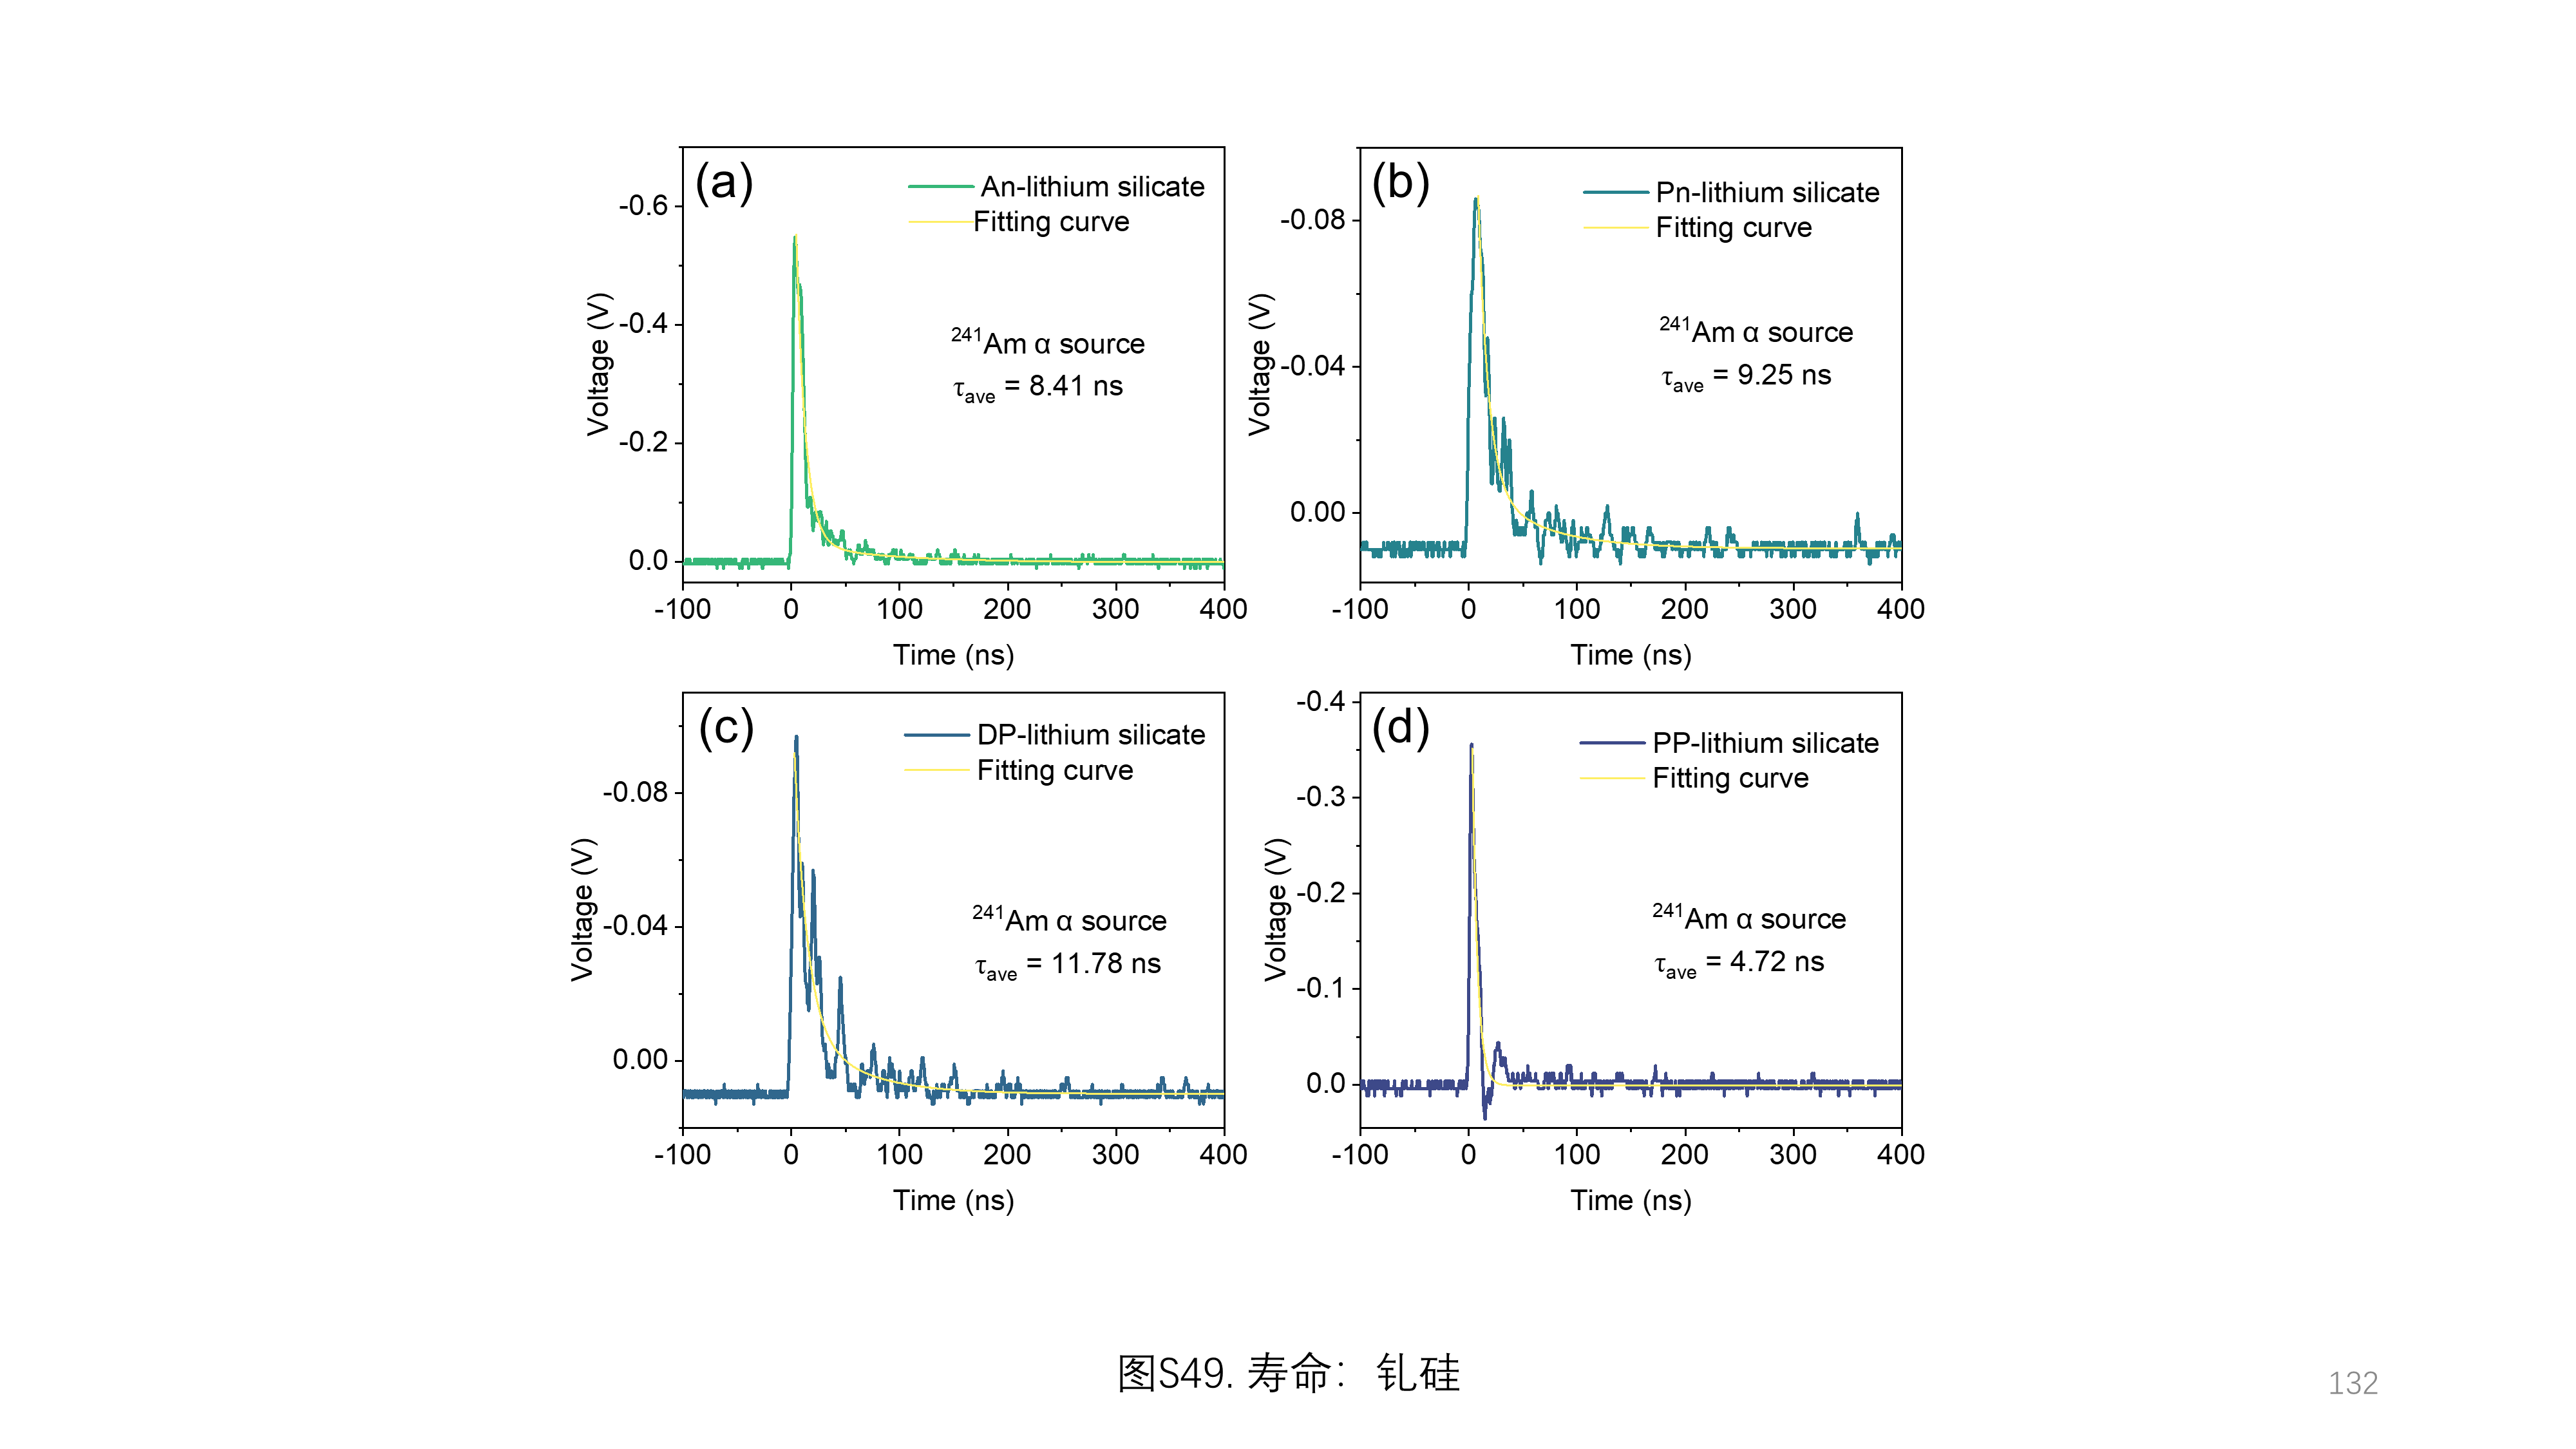 (a)
An-lithium silicate
Fitting curve
²⁴¹Am α source
τave = 8.41 ns
Voltage (V)
-0.6
-0.4
-0.2
0.0
-100 0 100 200 300 400
Time (ns)
(b)
Pn-lithium silicate
Fitting curve
²⁴¹Am α source
τave = 9.25 ns
Voltage (V)
-0.08
-0.04
0.00
-100 0 100 200 300 400
Time (ns)
(c)
DP-lithium silicate
Fitting curve
²⁴¹Am α source
τave = 11.78 ns
Voltage (V)
-0.08
-0.04
0.00
-100 0 100 200 300 400
Time (ns)
(d)
PP-lithium silicate
Fitting curve
²⁴¹Am α source
τave = 4.72 ns
Voltage (V)
-0.4
-0.3
-0.2
-0.1
0.0
-100 0 100 200 300 400
Time (ns)
图S49. 寿命：钆硅
132